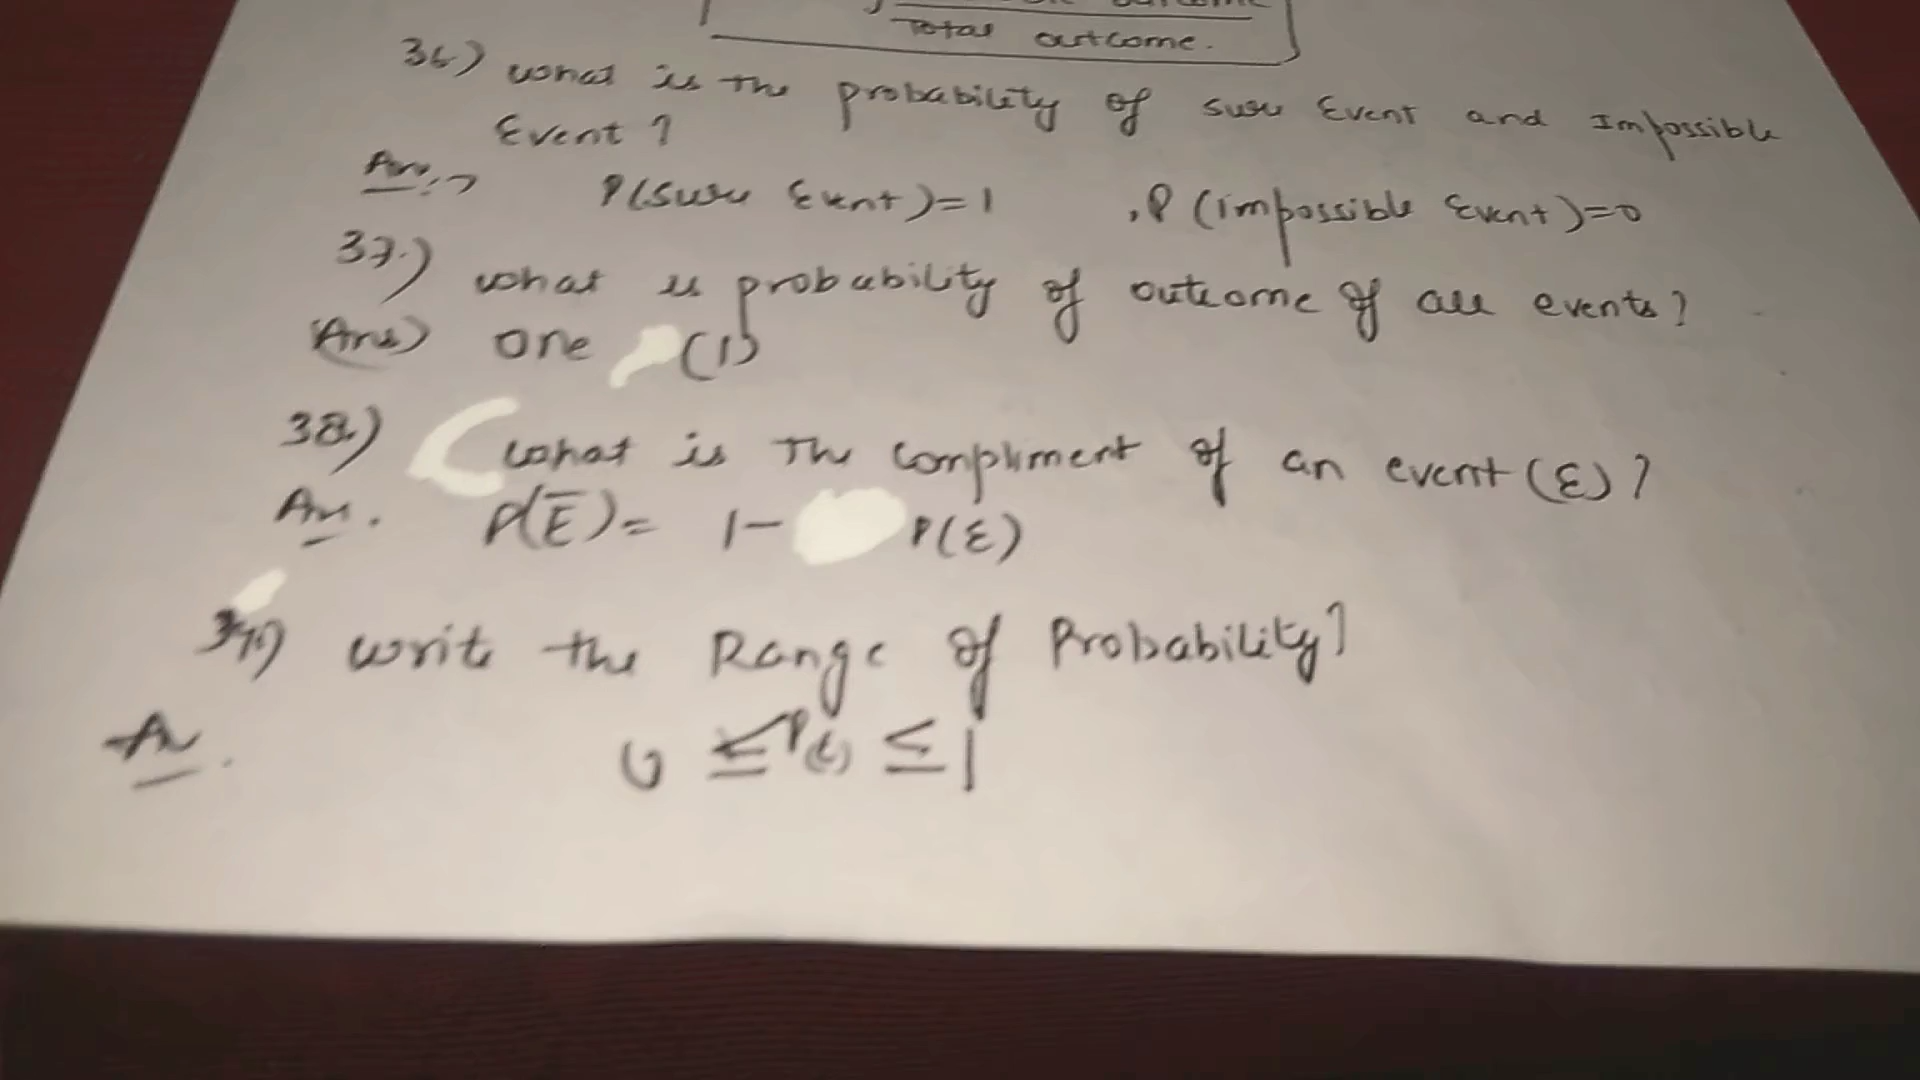 outcome
Total outcome.
36) what is the probability of sure Event and Impossible
Event ?
Ans:→ P(sure Event)=1 , P (impossible Event)=0
37.) what is probability of outcome of all events?
Ans) one (1)
38.) what is the compliment of an event (E) ?
An. P(E̅)= 1- P(E)
39) write the Range of Probability?
A. 0 ≤ P(E) ≤ 1